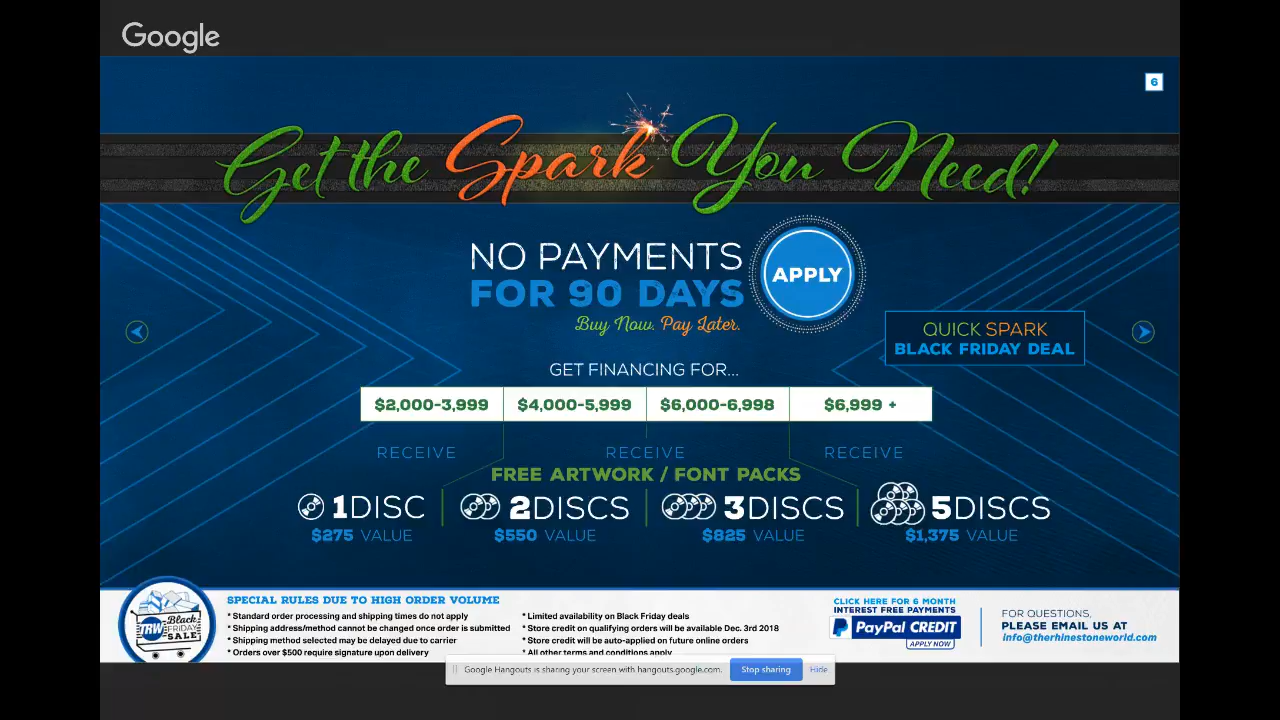 Google
6
Get the Spark You Need!
NO PAYMENTS
FOR 90 DAYS
Buy Now. Pay Later.
APPLY
QUICK SPARK
BLACK FRIDAY DEAL
GET FINANCING FOR...
$2,000-3,999 $4,000-5,999 $6,000-6,998 $6,999 +
RECEIVE RECEIVE RECEIVE
FREE ARTWORK / FONT PACKS
1DISC 2DISCS 3DISCS 5DISCS
$275 VALUE $550 VALUE $825 VALUE $1,375 VALUE
TRW Black
FRIDAY
SALE
SPECIAL RULES DUE TO HIGH ORDER VOLUME
* Standard order processing and shipping times do not apply
* Shipping address/method cannot be changed once order is submitted
* Shipping method selected may be delayed due to carrier
* Orders over $500 require signature upon delivery
* Limited availability on Black Friday deals
* Store credit on qualifying orders will be available Dec. 3rd 2018
* Store credit will be auto-applied on future online orders
* All other terms and conditions apply
CLICK HERE FOR 6 MONTH
INTEREST FREE PAYMENTS
PayPal CREDIT
APPLY NOW
FOR QUESTIONS,
PLEASE EMAIL US AT
info@therhinestoneworld.com
Google Hangouts is sharing your screen with hangouts.google.com. Stop sharing Hide